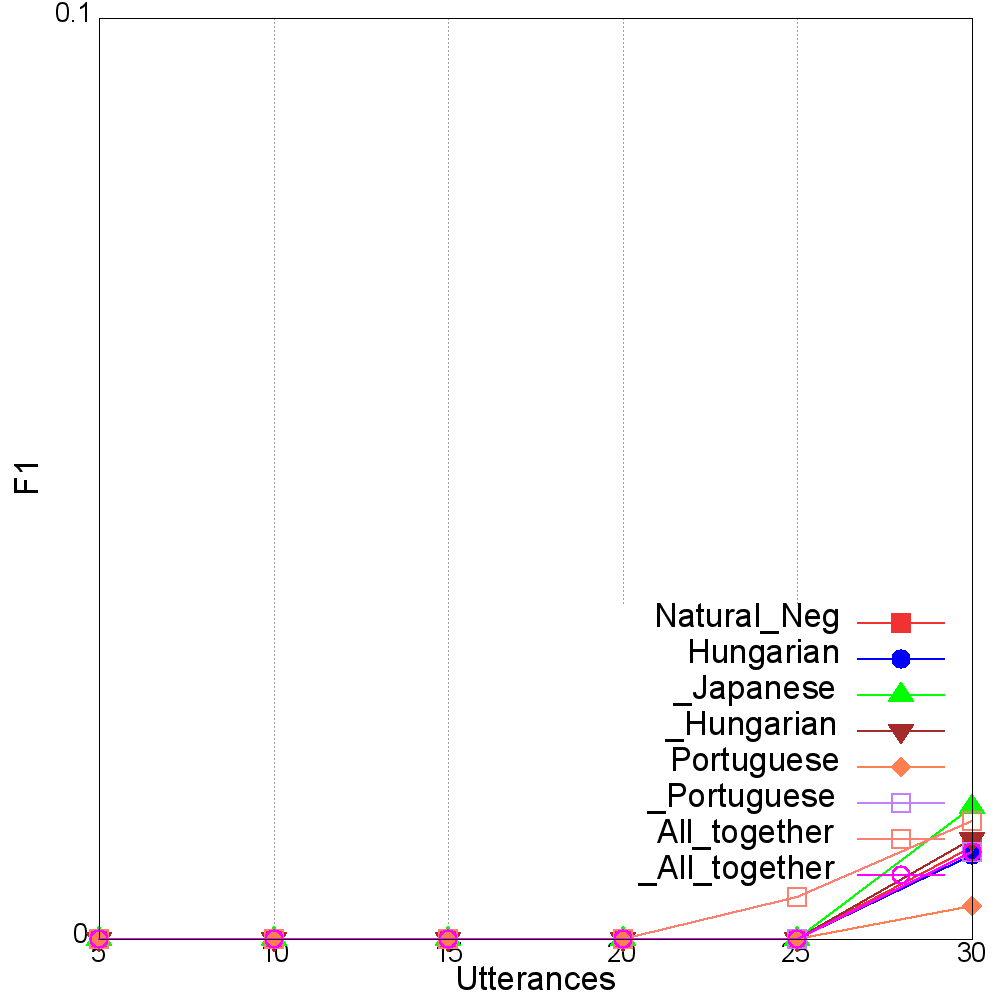 0.1
F1
Natural_Neg
Hungarian
_Japanese
_Hungarian
Portuguese
_Portuguese
All_together
_All_together
0
5 10 15 20 25 30
Utterances